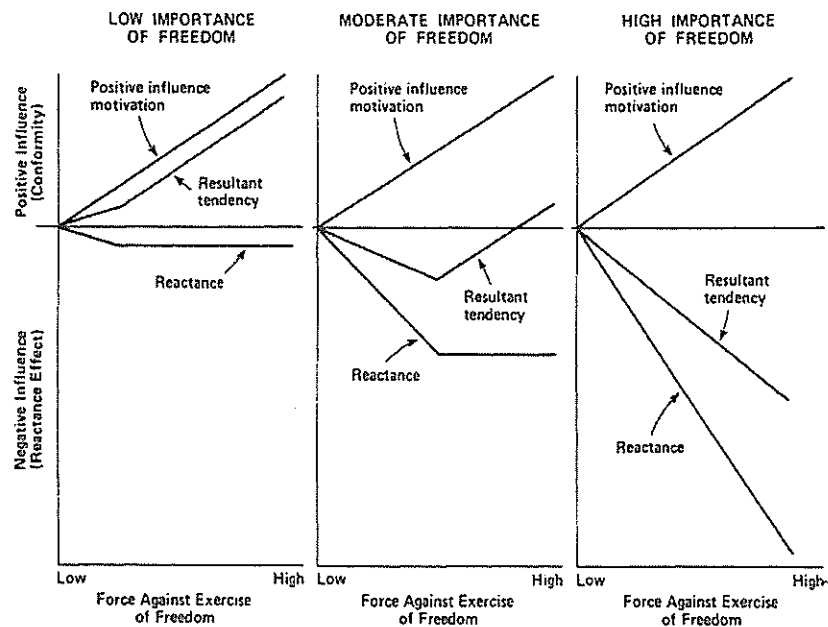 LOW IMPORTANCE
OF FREEDOM
MODERATE IMPORTANCE
OF FREEDOM
HIGH IMPORTANCE
OF FREEDOM
Positive Influence
(Conformity)
Negative Influence
(Reactance Effect)
Positive influence
motivation
Resultant
tendency
Reactance
Low
High
Force Against Exercise
of Freedom
Positive influence
motivation
Resultant
tendency
Reactance
Low
High
Force Against Exercise
of Freedom
Positive influence
motivation
Resultant
tendency
Reactance
Low
High
Force Against Exercise
of Freedom